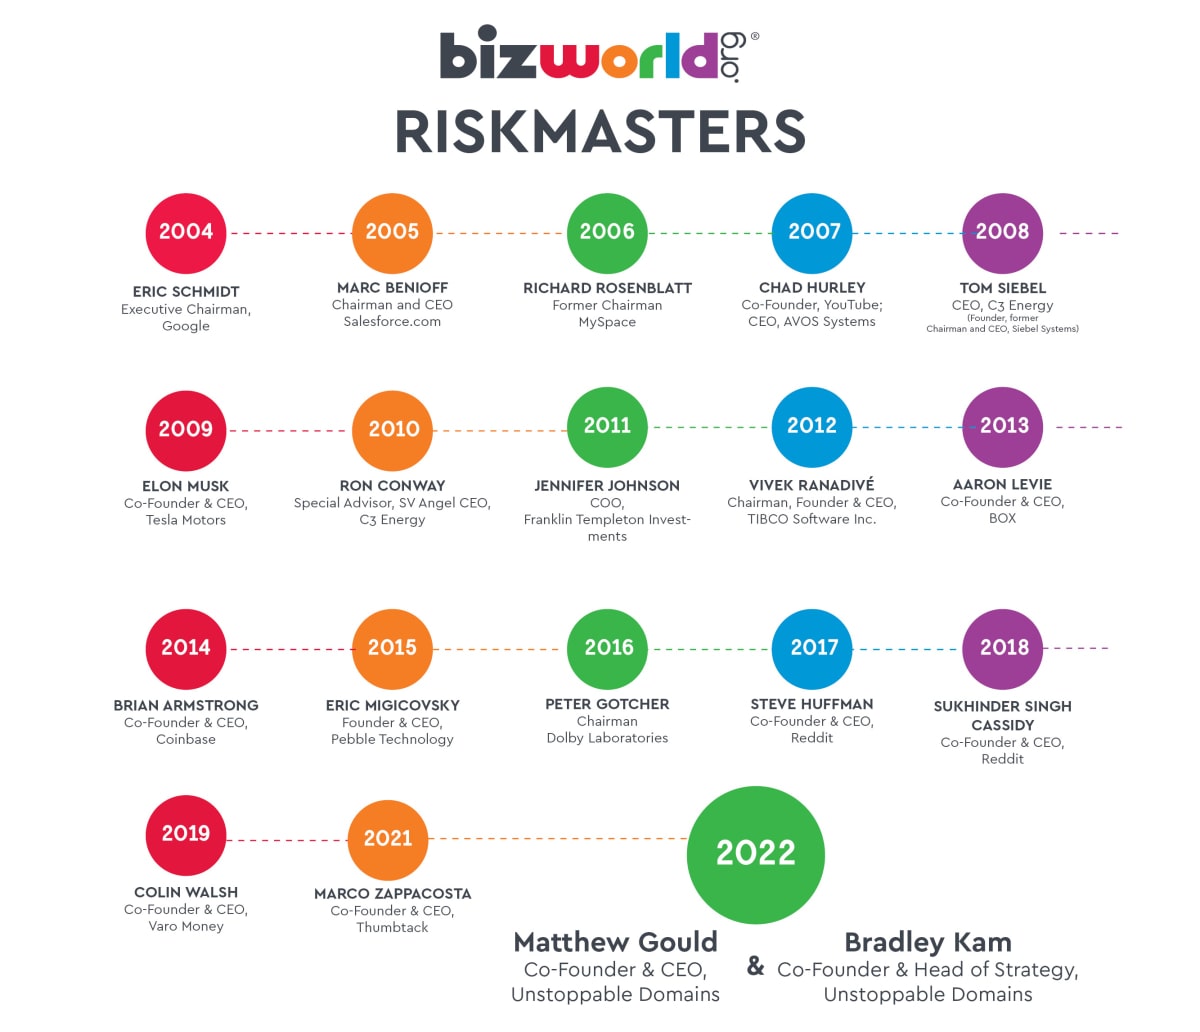 bizworld.org®
RISKMASTERS
2004
ERIC SCHMIDT
Executive Chairman,
Google
2005
MARC BENIOFF
Chairman and CEO
Salesforce.com
2006
RICHARD ROSENBLATT
Former Chairman
MySpace
2007
CHAD HURLEY
Co-Founder, YouTube;
CEO, AVOS Systems
2008
TOM SIEBEL
CEO, C3 Energy
(Founder, former
Chairman and CEO, Siebel Systems)
2009
ELON MUSK
Co-Founder & CEO,
Tesla Motors
2010
RON CONWAY
Special Advisor, SV Angel CEO,
C3 Energy
2011
JENNIFER JOHNSON
COO,
Franklin Templeton Invest-
ments
2012
VIVEK RANADIVÉ
Chairman, Founder & CEO,
TIBCO Software Inc.
2013
AARON LEVIE
Co-Founder & CEO,
BOX
2014
BRIAN ARMSTRONG
Co-Founder & CEO,
Coinbase
2015
ERIC MIGICOVSKY
Founder & CEO,
Pebble Technology
2016
PETER GOTCHER
Chairman
Dolby Laboratories
2017
STEVE HUFFMAN
Co-Founder & CEO,
Reddit
2018
SUKHINDER SINGH
CASSIDY
Co-Founder & CEO,
Reddit
2019
COLIN WALSH
Co-Founder & CEO,
Varo Money
2021
MARCO ZAPPACOSTA
Co-Founder & CEO,
Thumbtack
2022
Matthew Gould
Co-Founder & CEO,
Unstoppable Domains
&
Bradley Kam
Co-Founder & Head of Strategy,
Unstoppable Domains